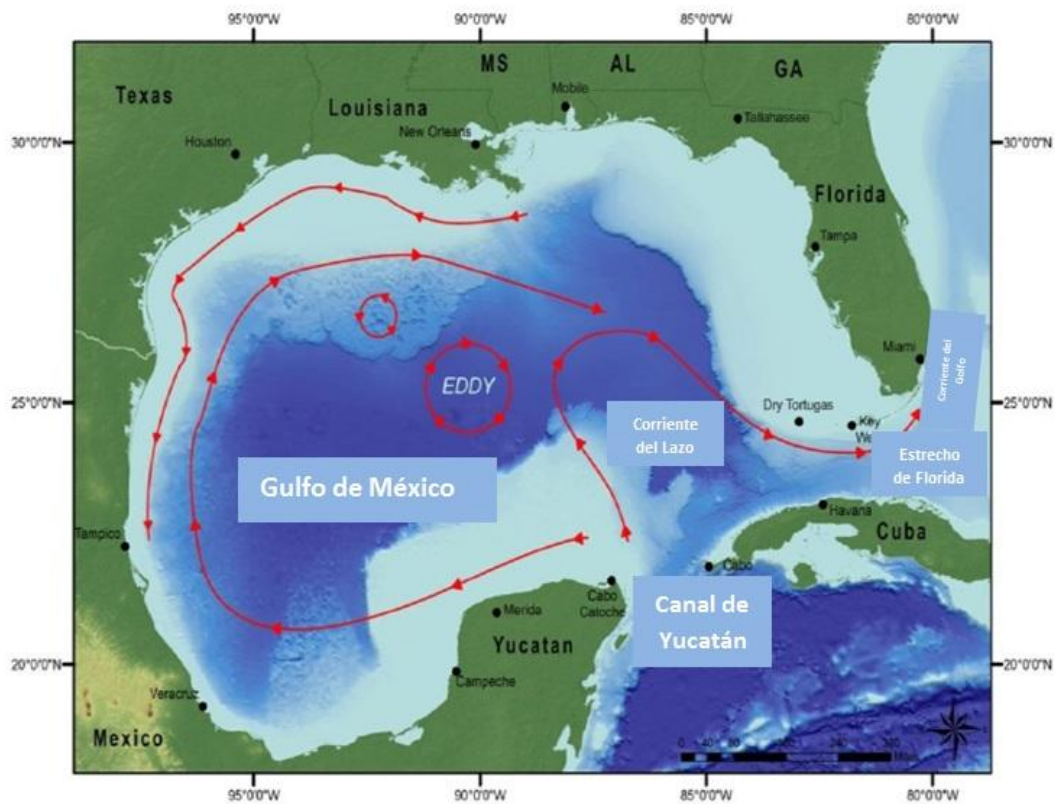 95°0'0"W
90°0'0"W
85°0'0"W
80°0'0"W
MS
AL
GA
Texas
Louisiana
Mobile
Tallahassee
New Orleans
Houston
30°0'0"N
30°0'0"N
Florida
Tampa
Miami
Corriente del
Golfo
EDDY
25°0'0"N
25°0'0"N
Dry Tortugas
Key
We
Corriente
del Lazo
Estrecho
de Florida
Gulfo de México
Havana
Cuba
Tampico
Cabo
Cabo
Catoche
Canal de
Yucatán
Merida
Yucatan
20°0'0"N
20°0'0"N
Campeche
Veracruz
Mexico
95°0'0"W
90°0'0"W
85°0'0"W
80°0'0"W